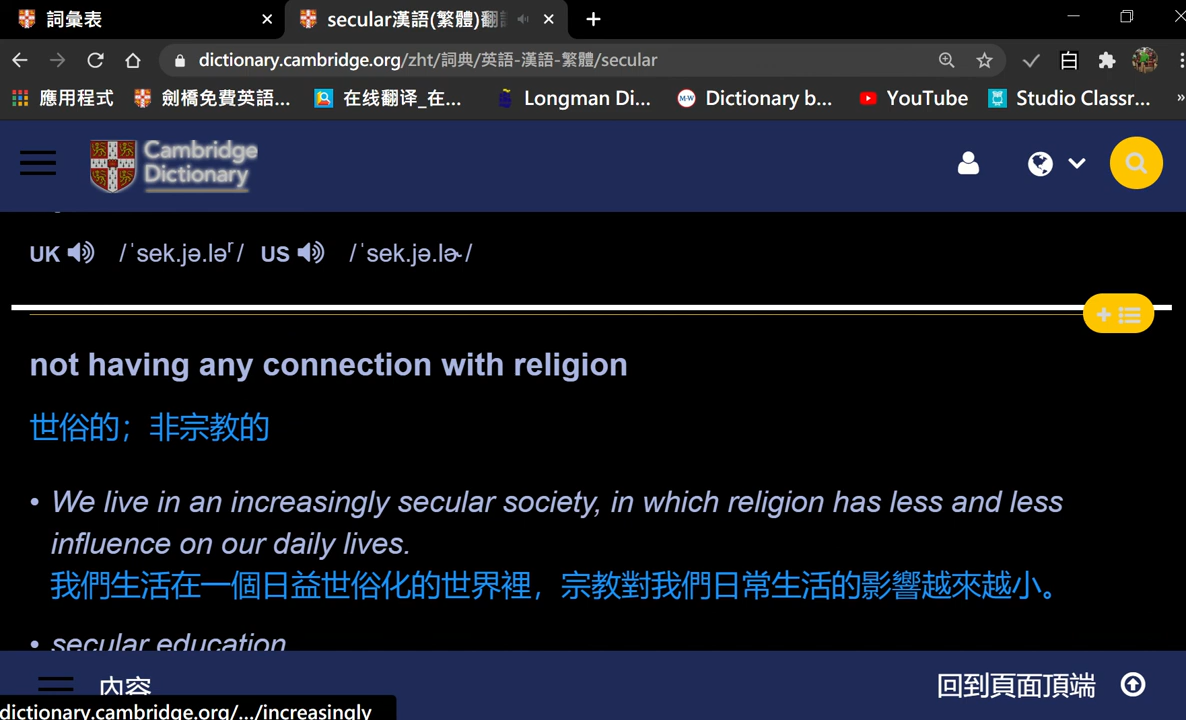 詞彙表
secular漢語(繁體)翻
dictionary.cambridge.org/zht/詞典/英語-漢語-繁體/secular
白
應用程式 劍橋免費英語... 在线翻译_在... Longman Di... M-W Dictionary b... YouTube Studio Classr... »
Cambridge
Dictionary
UK /ˈsek.jə.ləʳ/ US /ˈsek.jə.lɚ/
not having any connection with religion
世俗的；非宗教的
• We live in an increasingly secular society, in which religion has less and less
influence on our daily lives.
我們生活在一個日益世俗化的世界裡，宗教對我們日常生活的影響越來越小。
• secular education
內容
回到頁面頂端
dictionary.cambridge.org/.../increasingly